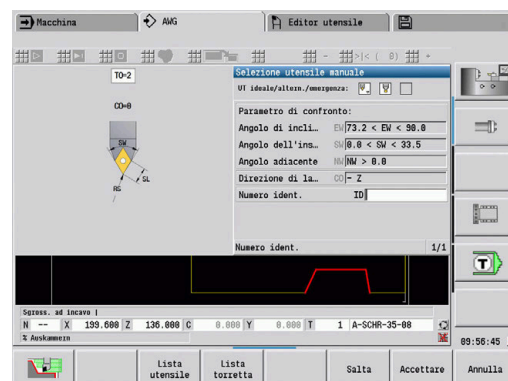 Macchina
AWG
Editor utensile
TO=2
CO=0
SW
SL
RS
Selezione utensile manuale
UT ideale/altern./emergenza:
Parametro di confronto:
Angolo di incli… EW 73.2 < EW < 90.0
Angolo dell'ins… SW 0.0 < SW < 33.5
Angolo adiacente NW NW > 0.0
Direzione di la… CO - Z
Numero ident. ID
Numero ident. 1/1
Sgross. ad incavo |
N -- X 199.600 Z 136.000 C 0.000 Y 0.000 T 1 A-SCHR-35-08
% Auskammern
09:56:45
Lista utensile
Lista torretta
Salta
Accettare
Annulla